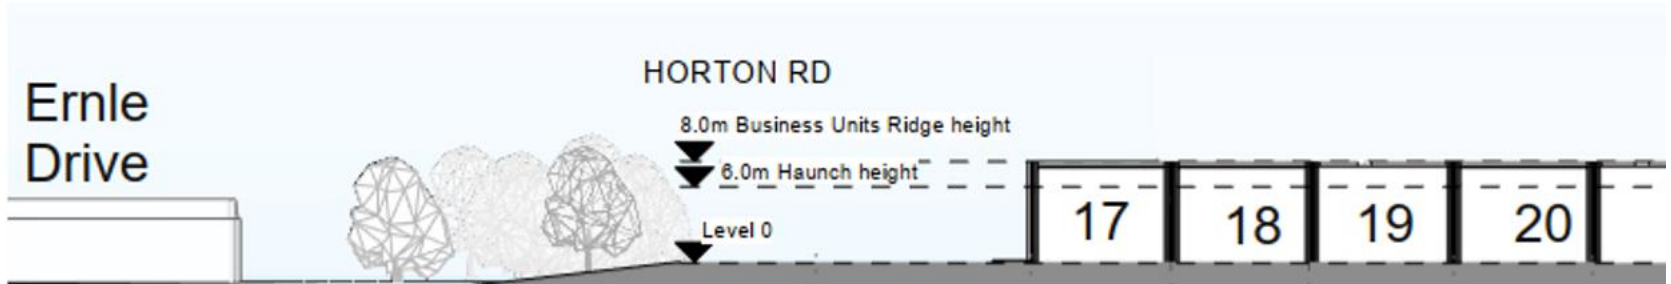 HORTON RD
Ernle
Drive
8.0m Business Units Ridge height
6.0m Haunch height
Level 0
17
18
19
20